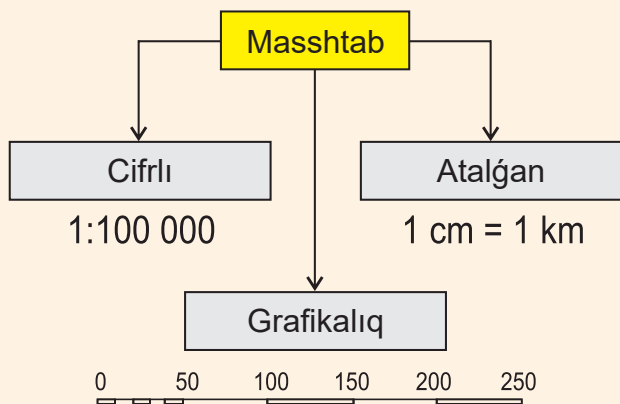 Masshtab
Cifrlı
Atalǵan
1:100 000
1 cm = 1 km
Grafikalıq
0 50 100 150 200 250